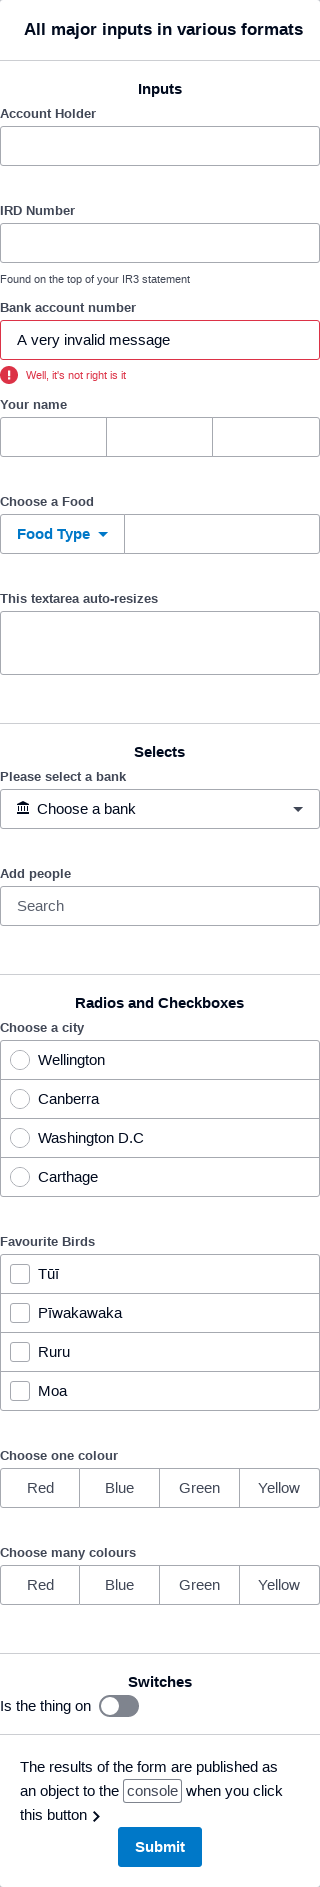 All major inputs in various formats
Inputs
Account Holder
IRD Number
Found on the top of your IR3 statement
Bank account number
A very invalid message
Well, it's not right is it
Your name
Choose a Food
Food Type
This textarea auto-resizes
Selects
Please select a bank
Choose a bank
Add people
Search
Radios and Checkboxes
Choose a city
Wellington
Canberra
Washington D.C
Carthage
Favourite Birds
Tūī
Pīwakawaka
Ruru
Moa
Choose one colour
Red Blue Green Yellow
Choose many colours
Red Blue Green Yellow
Switches
Is the thing on
The results of the form are published as
an object to the console when you click
this button
Submit